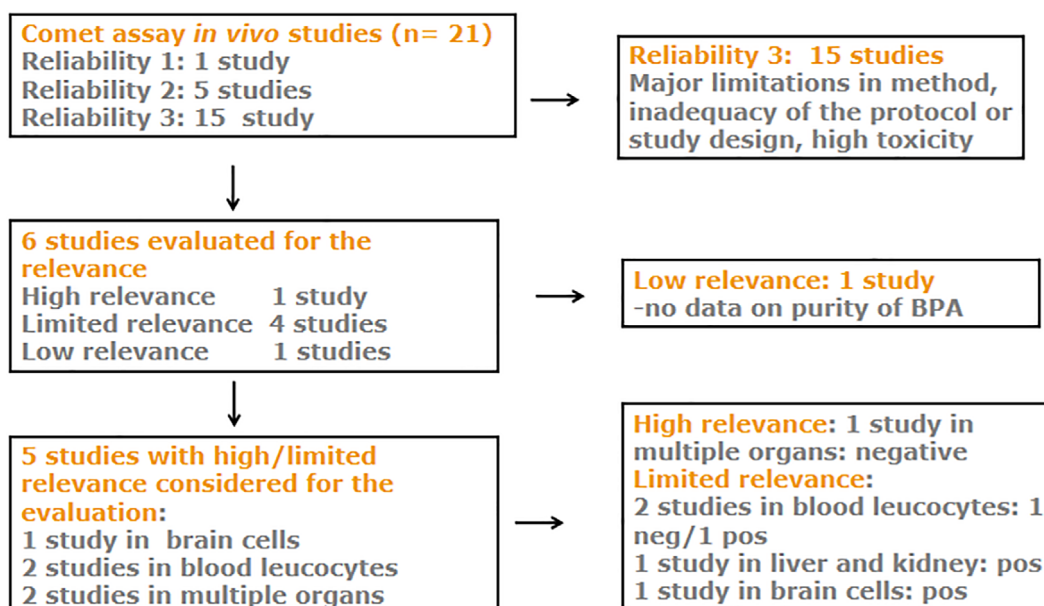 Comet assay in vivo studies (n= 21)
Reliability 1: 1 study
Reliability 2: 5 studies
Reliability 3: 15 study
Reliability 3: 15 studies
Major limitations in method,
inadequacy of the protocol or
study design, high toxicity
6 studies evaluated for the
relevance
High relevance 1 study
Limited relevance 4 studies
Low relevance 1 studies
Low relevance: 1 study
-no data on purity of BPA
5 studies with high/limited
relevance considered for the
evaluation:
1 study in brain cells
2 studies in blood leucocytes
2 studies in multiple organs
High relevance: 1 study in
multiple organs: negative
Limited relevance:
2 studies in blood leucocytes: 1
neg/1 pos
1 study in liver and kidney: pos
1 study in brain cells: pos